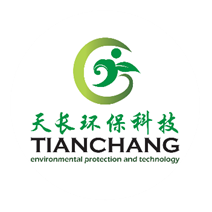 天长环保科技
TIANCHANG
environmental protection and technology